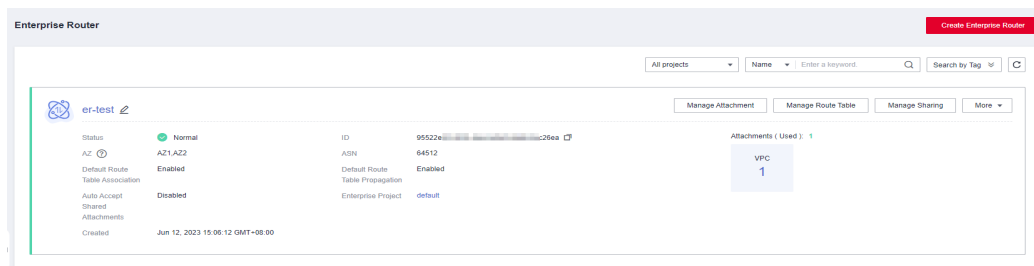 Enterprise Router
Create Enterprise Router
All projects
Name
Enter a keyword.
Search by Tag
er-test
Manage Attachment
Manage Route Table
Manage Sharing
More
Status
Normal
ID
95522e
c26ea
Attachments ( Used ): 1
AZ
AZ1,AZ2
ASN
64512
VPC
1
Default Route
Table Association
Enabled
Default Route
Table Propagation
Enabled
Auto Accept
Shared
Attachments
Disabled
Enterprise Project
default
Created
Jun 12, 2023 15:06:12 GMT+08:00